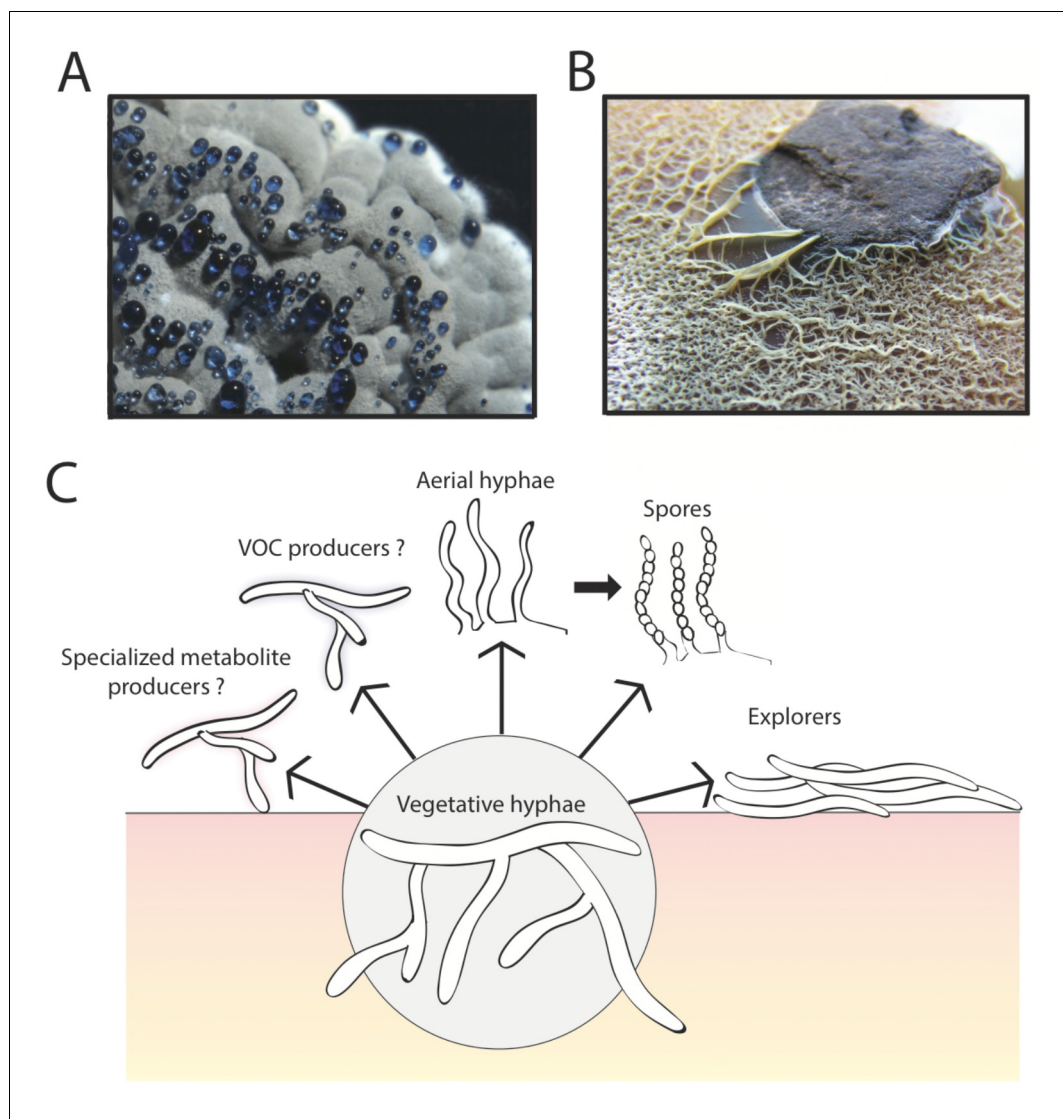 A
B
C
Aerial hyphae
Spores
VOC producers ?
Specialized metabolite
producers ?
Explorers
Vegetative hyphae